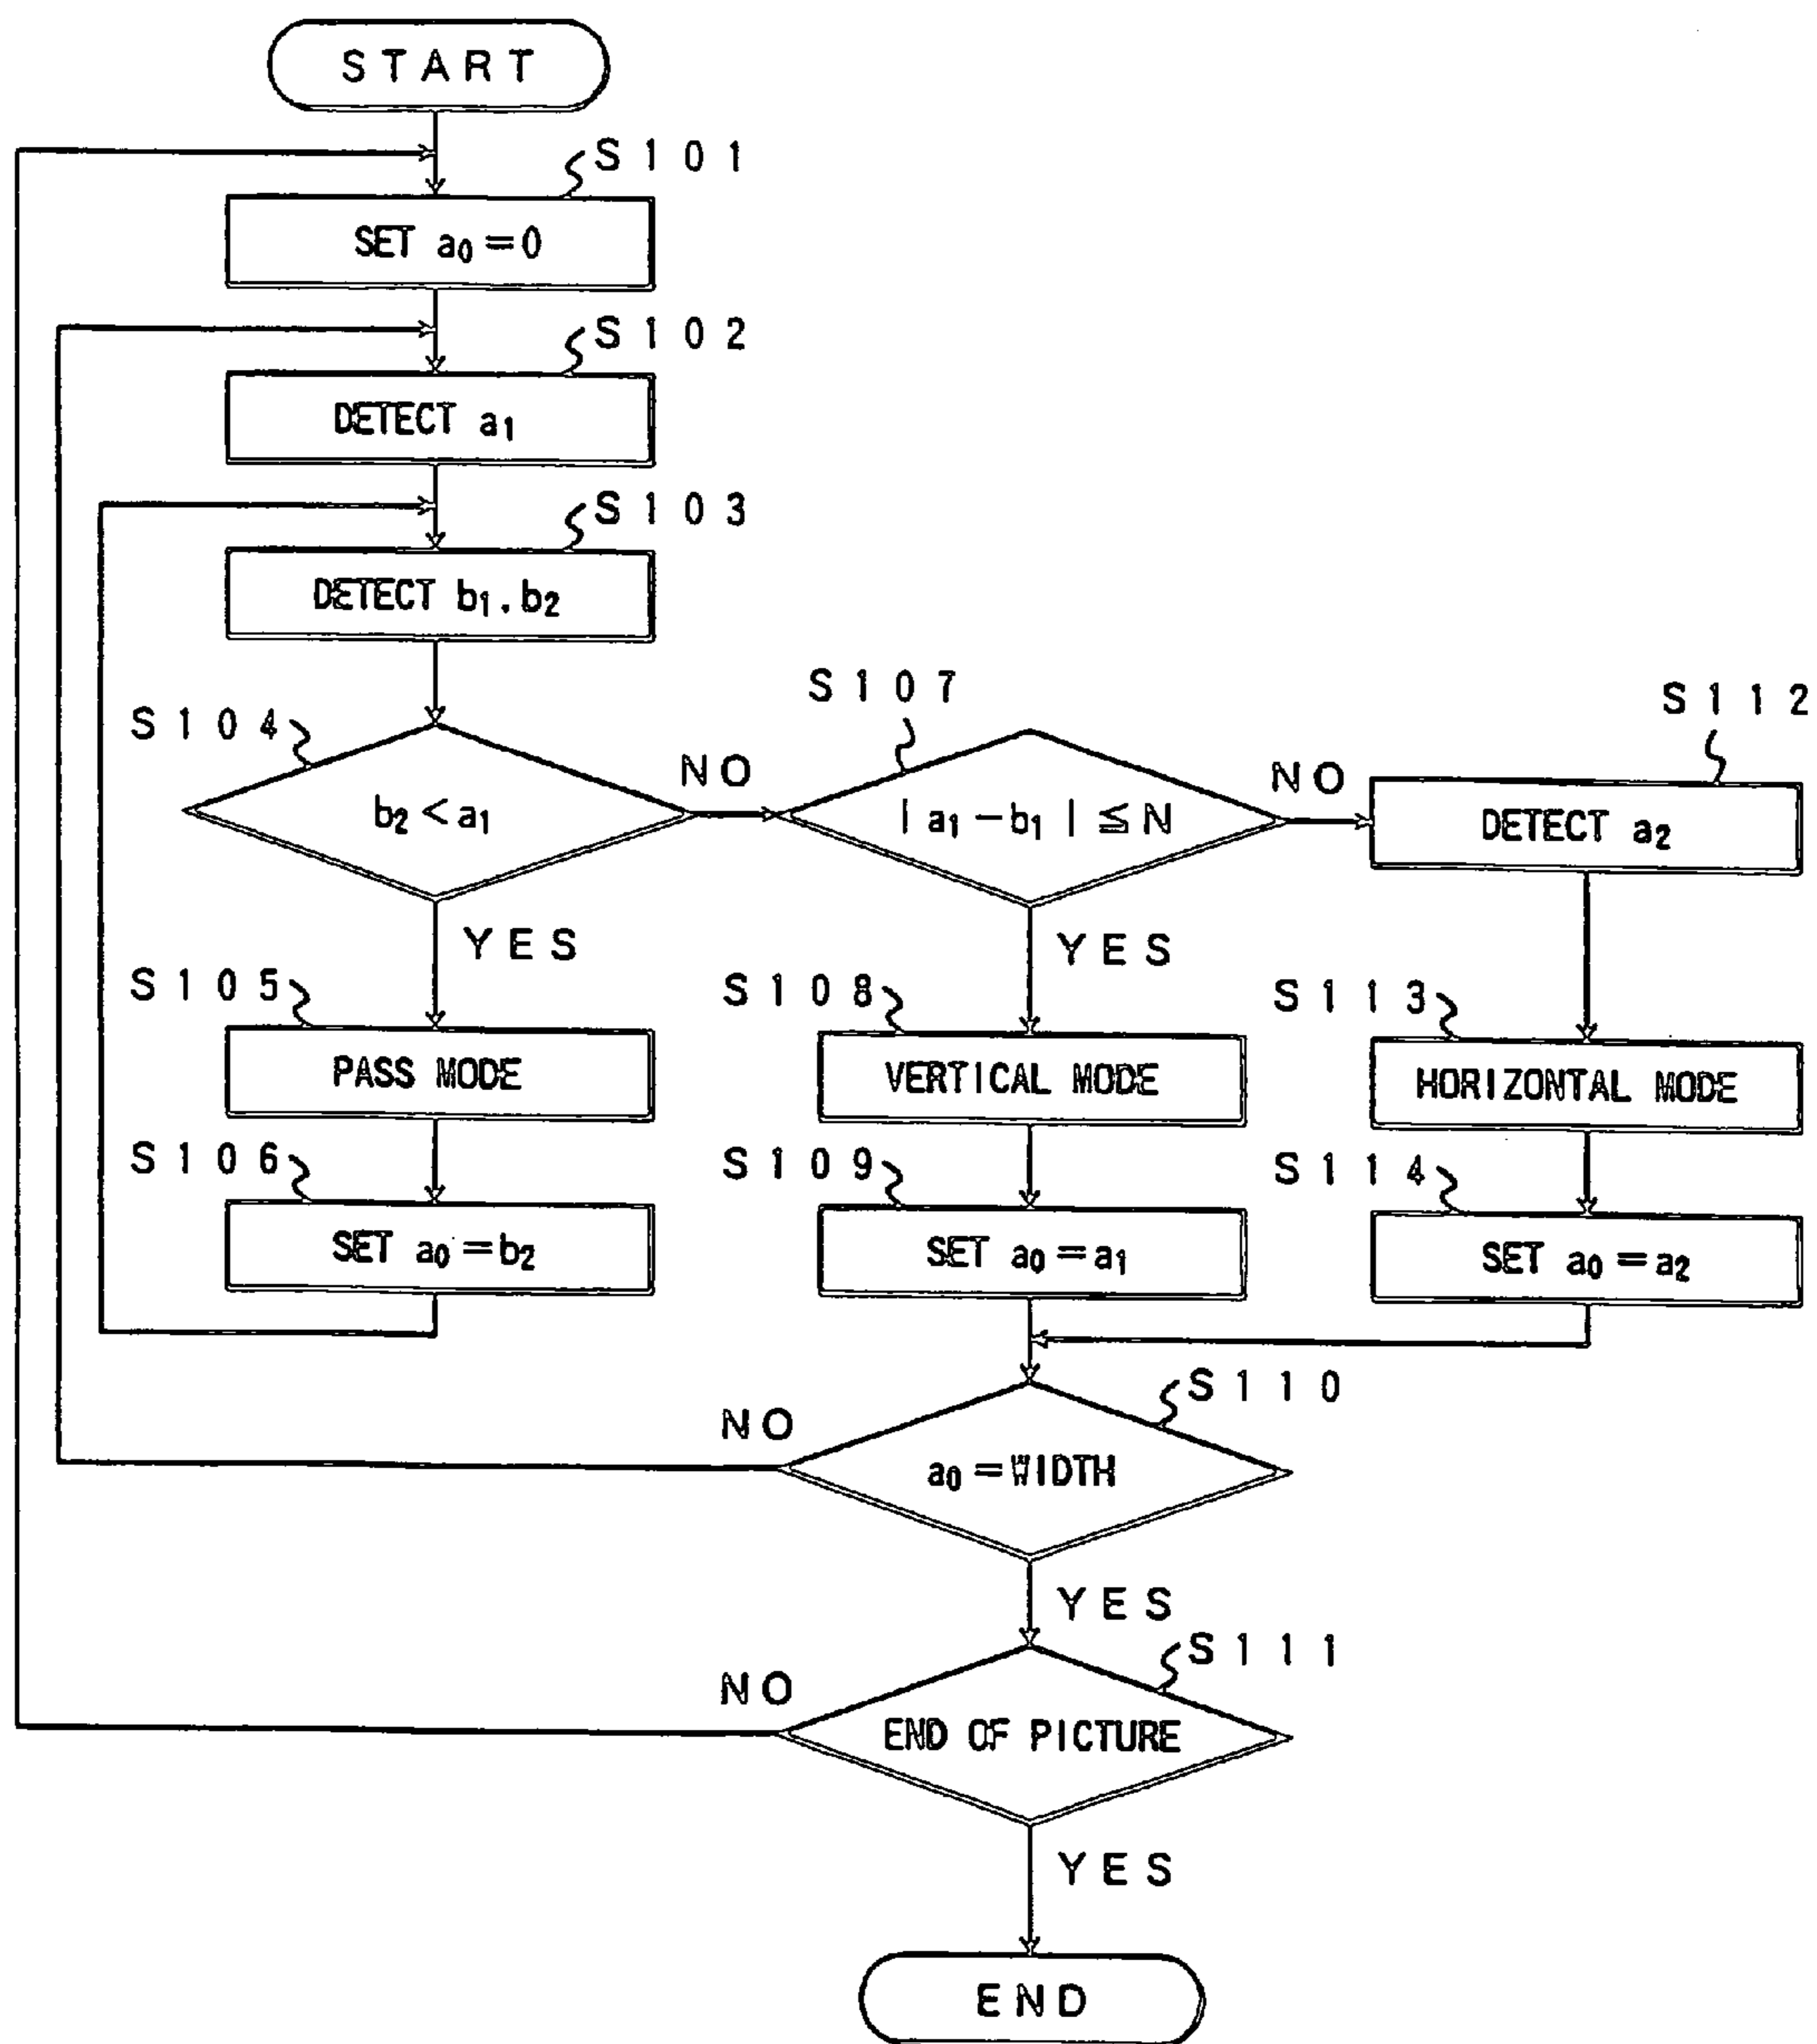 START
S101
SET a₀=0
S102
DETECT a₁
S103
DETECT b₁.b₂
S104
b₂<a₁
NO
S107
|a₁-b₁|≦N
NO
S112
DETECT a₂
YES
YES
S105
PASS MODE
S108
VERTICAL MODE
S113
HORIZONTAL MODE
S106
SET a₀=b₂
S109
SET a₀=a₁
S114
SET a₀=a₂
S110
NO
a₀=WIDTH
YES
S111
NO
END OF PICTURE
YES
END